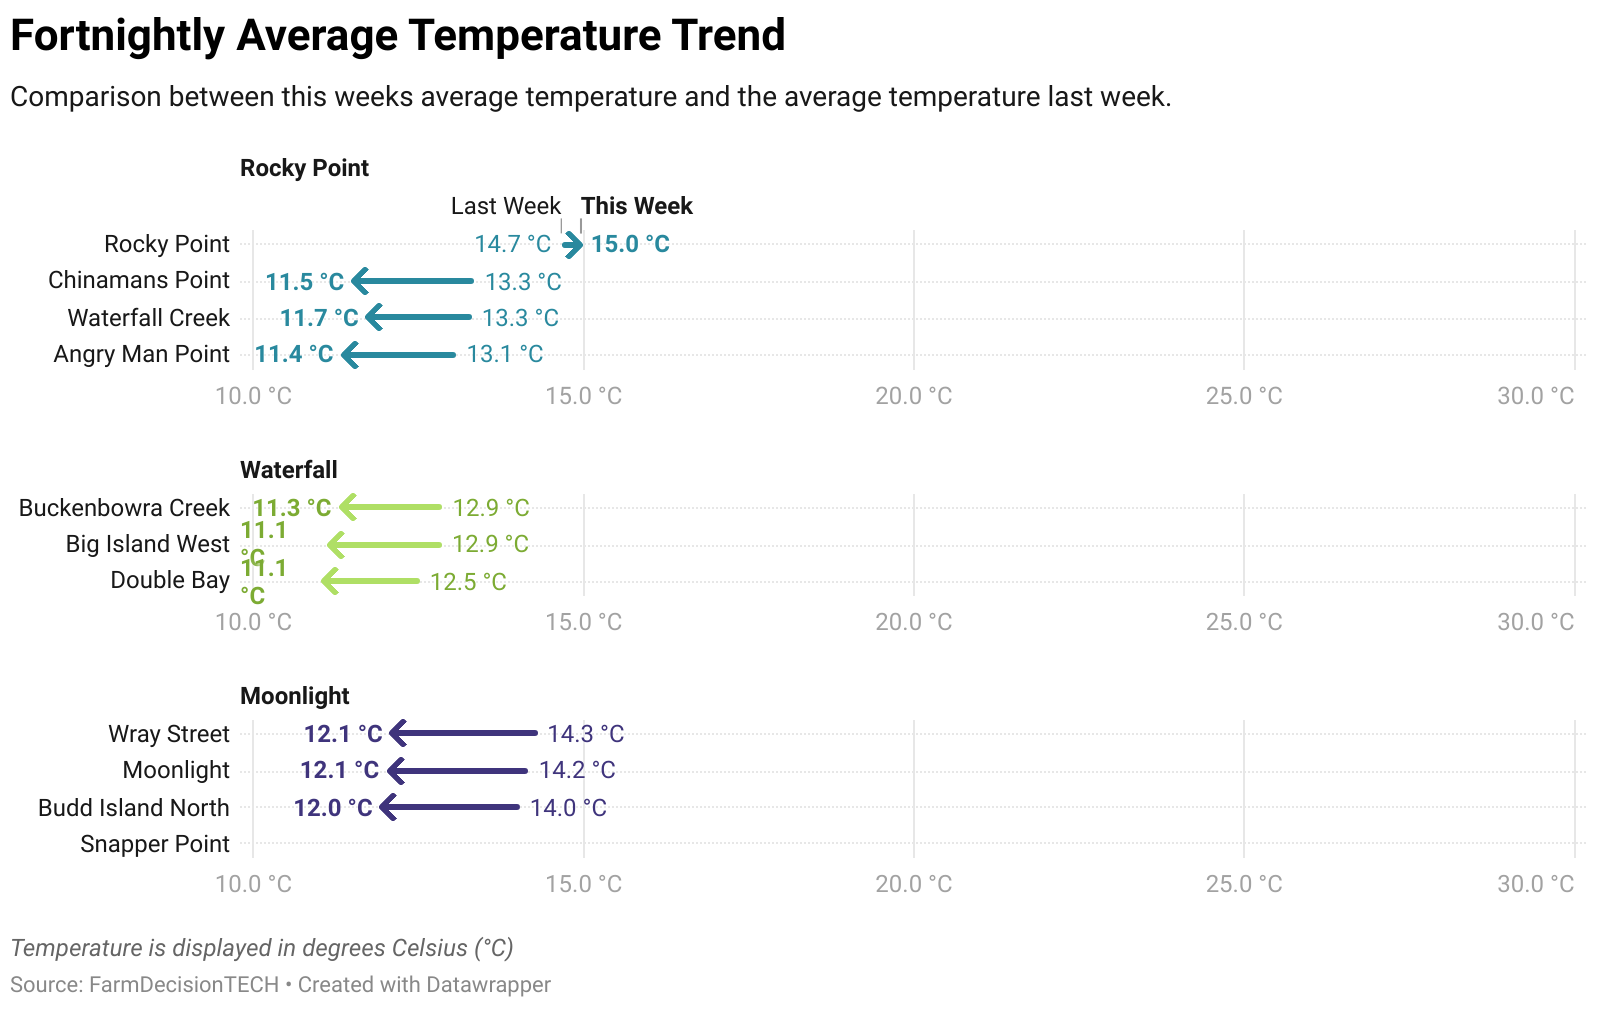 Fortnightly Average Temperature Trend
Comparison between this weeks average temperature and the average temperature last week.
Rocky Point
Last Week This Week
Rocky Point 14.7 °C 15.0 °C
Chinamans Point 11.5 °C 13.3 °C
Waterfall Creek 11.7 °C 13.3 °C
Angry Man Point 11.4 °C 13.1 °C
10.0 °C 15.0 °C 20.0 °C 25.0 °C 30.0 °C
Waterfall
Buckenbowra Creek 11.3 °C 12.9 °C
Big Island West 11.1 °C 12.9 °C
Double Bay 11.1 °C 12.5 °C
10.0 °C 15.0 °C 20.0 °C 25.0 °C 30.0 °C
Moonlight
Wray Street 12.1 °C 14.3 °C
Moonlight 12.1 °C 14.2 °C
Budd Island North 12.0 °C 14.0 °C
Snapper Point
10.0 °C 15.0 °C 20.0 °C 25.0 °C 30.0 °C
Temperature is displayed in degrees Celsius (°C)
Source: FarmDecisionTECH • Created with Datawrapper